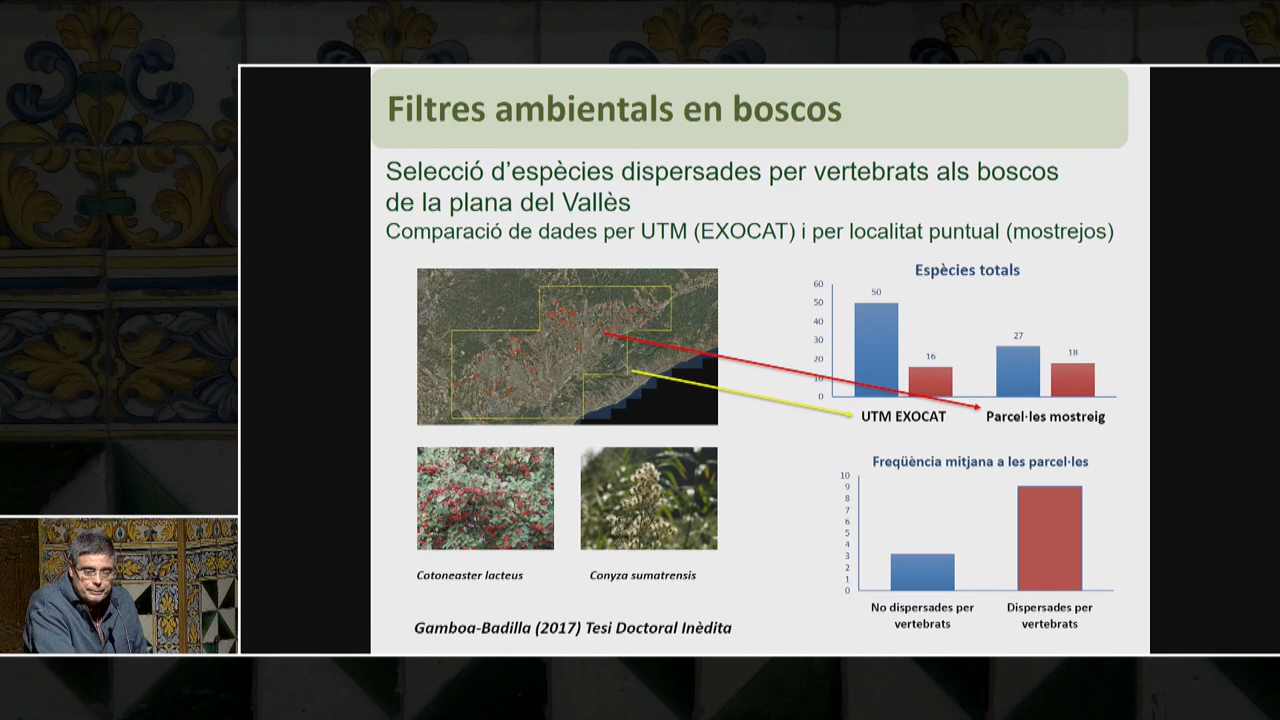 Filtres ambientals en boscos
Selecció d'espècies dispersades per vertebrats als boscos
de la plana del Vallès
Comparació de dades per UTM (EXOCAT) i per localitat puntual (mostrejos)
Espècies totals
60
50
40
30
20
10
0
50
16
27
18
UTM EXOCAT
Parcel·les mostreig
Freqüència mitjana a les parcel·les
10
9
8
7
6
5
4
3
2
1
0
No dispersades per
vertebrats
Dispersades per
vertebrats
Cotoneaster lacteus
Conyza sumatrensis
Gamboa-Badilla (2017) Tesi Doctoral Inèdita